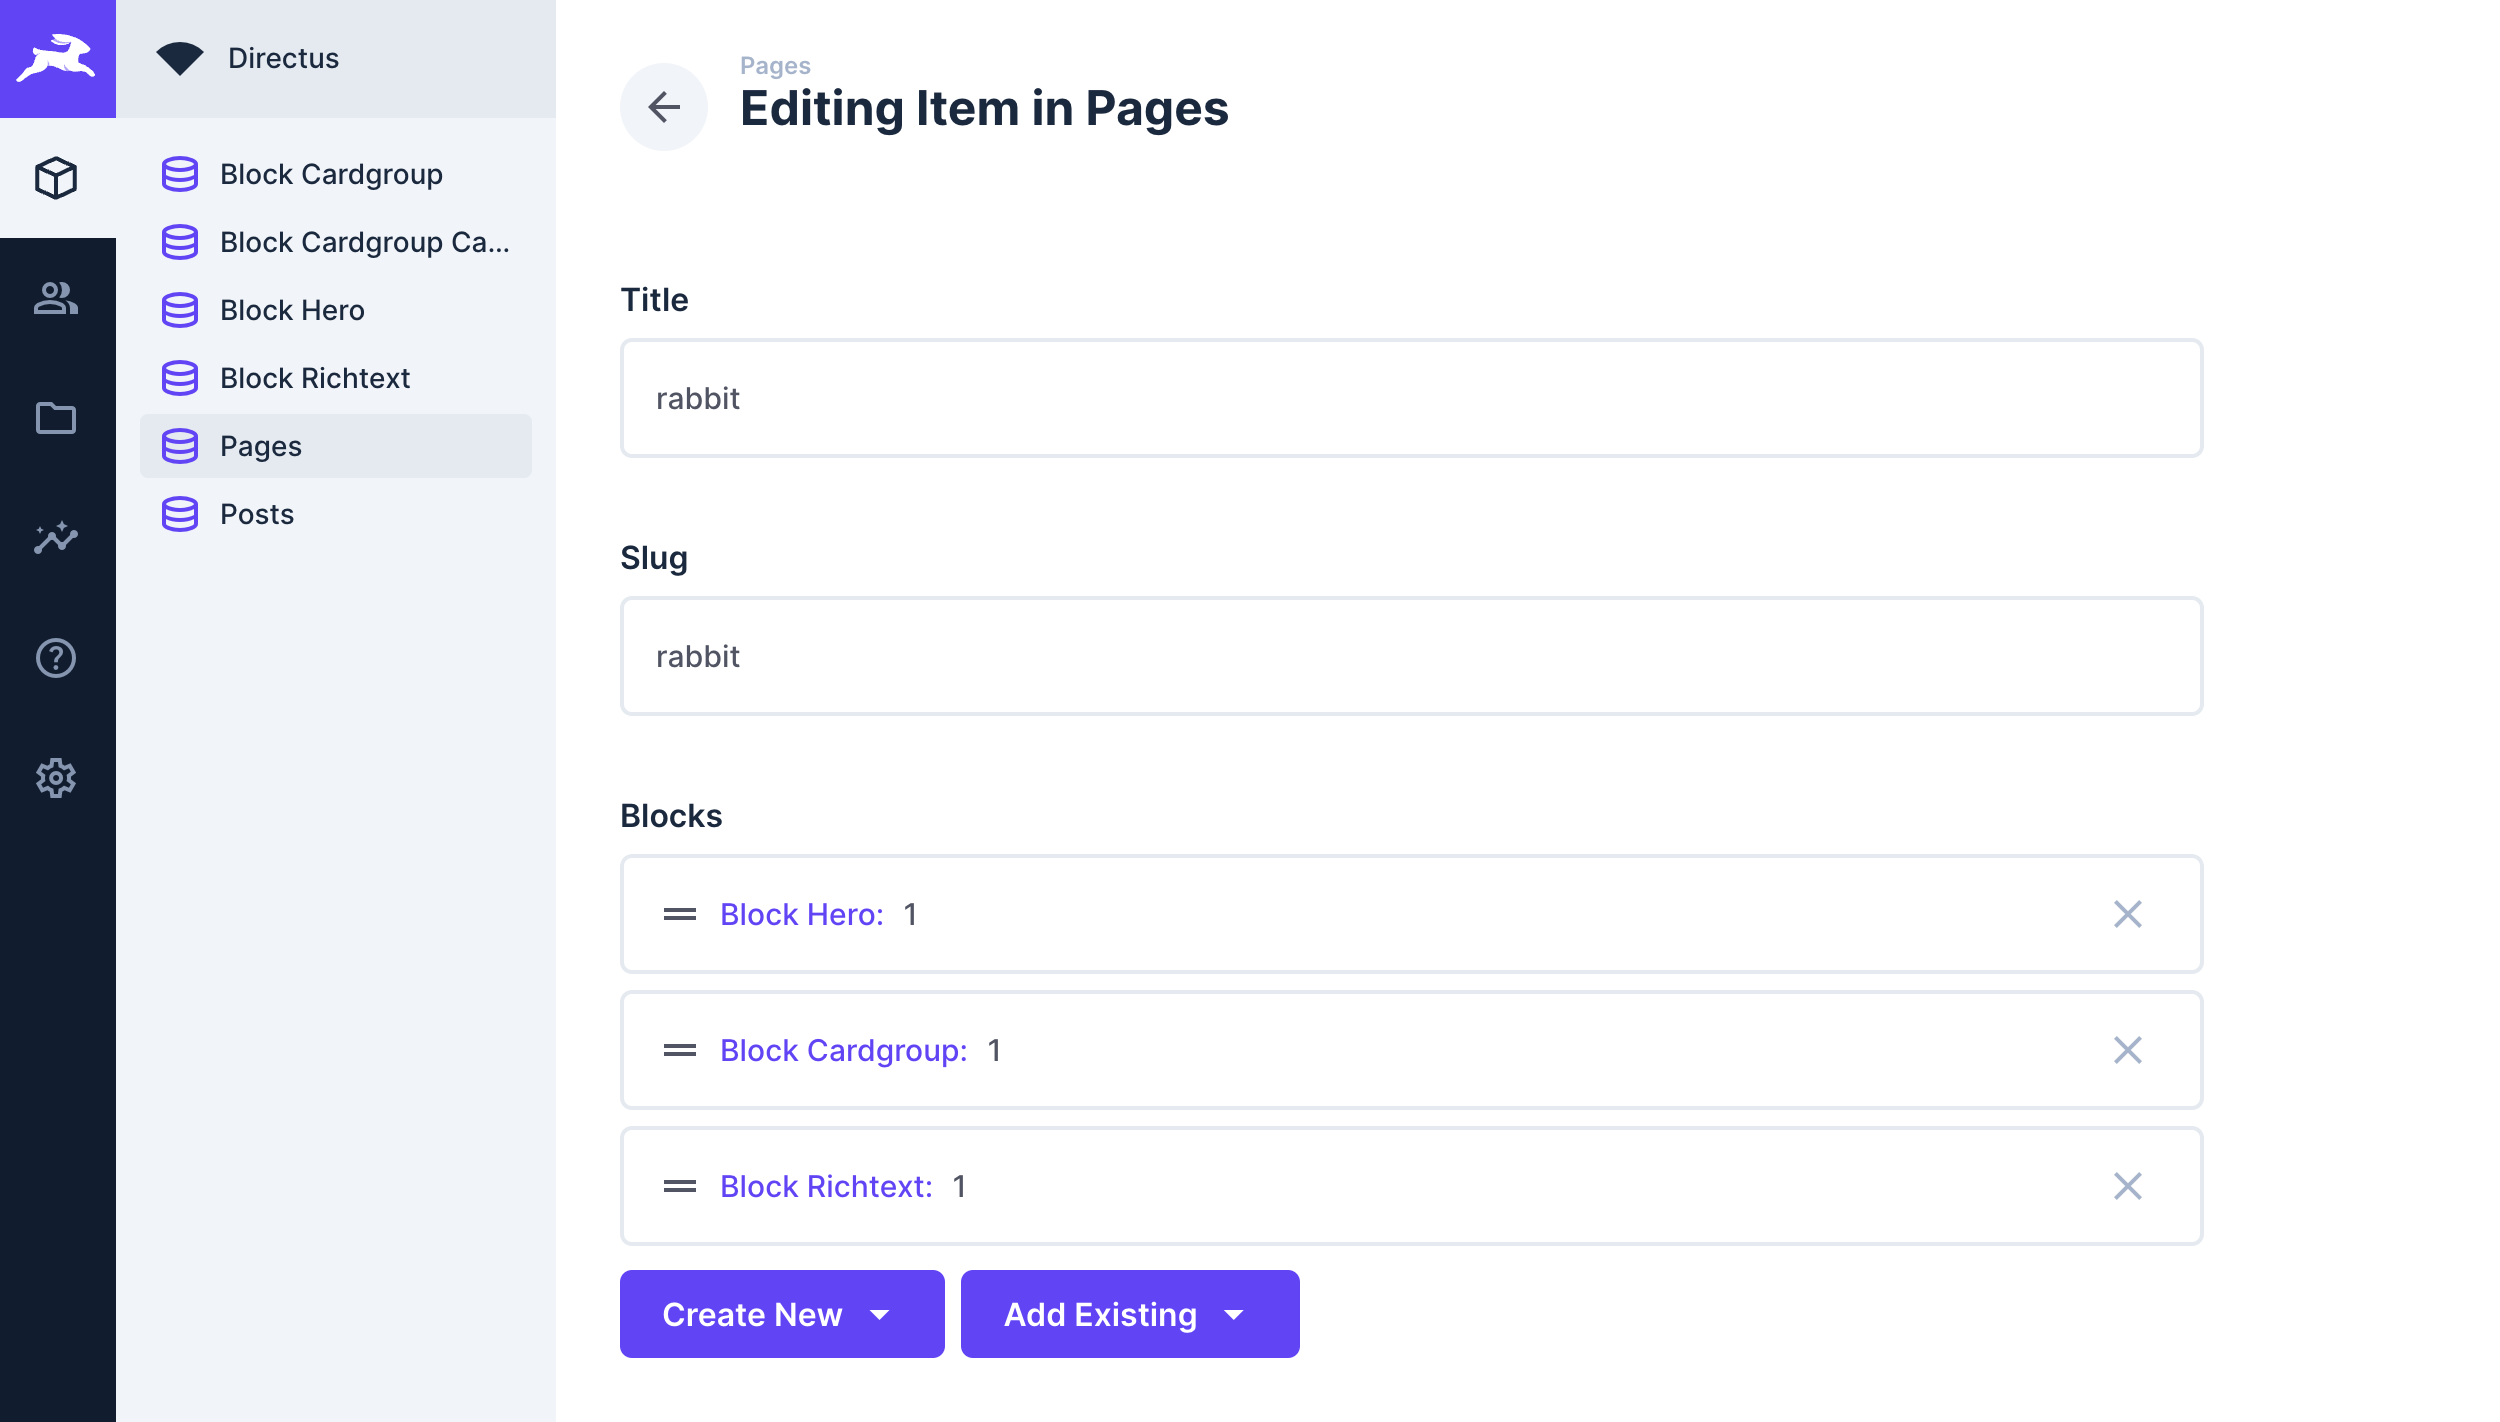 Directus
Block Cardgroup
Block Cardgroup Ca...
Block Hero
Block Richtext
Pages
Posts
Pages
Editing Item in Pages
Title
rabbit
Slug
rabbit
Blocks
Block Hero: 1
Block Cardgroup: 1
Block Richtext: 1
Create New
Add Existing